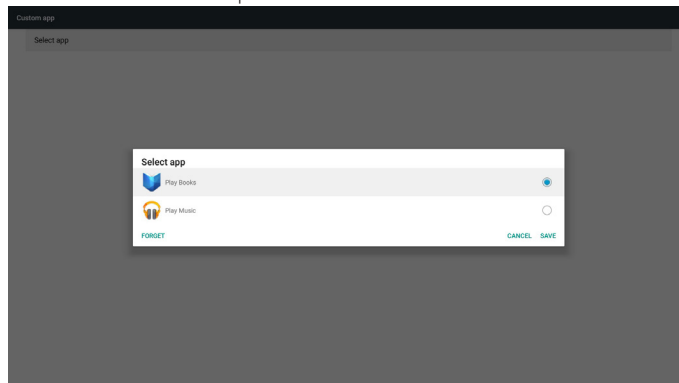 Custom app
Select app
Select app
Play Books
Play Music
FORGET
CANCEL SAVE